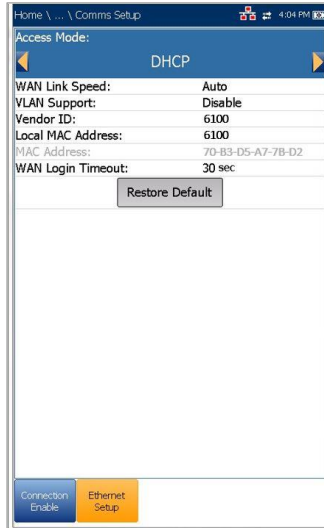 Home \ ... \ Comms Setup 4:04 PM
Access Mode:
DHCP
WAN Link Speed: Auto
VLAN Support: Disable
Vendor ID: 6100
Local MAC Address: 6100
MAC Address: 70-B3-D5-A7-7B-D2
WAN Login Timeout: 30 sec
Restore Default
Connection Enable
Ethernet Setup